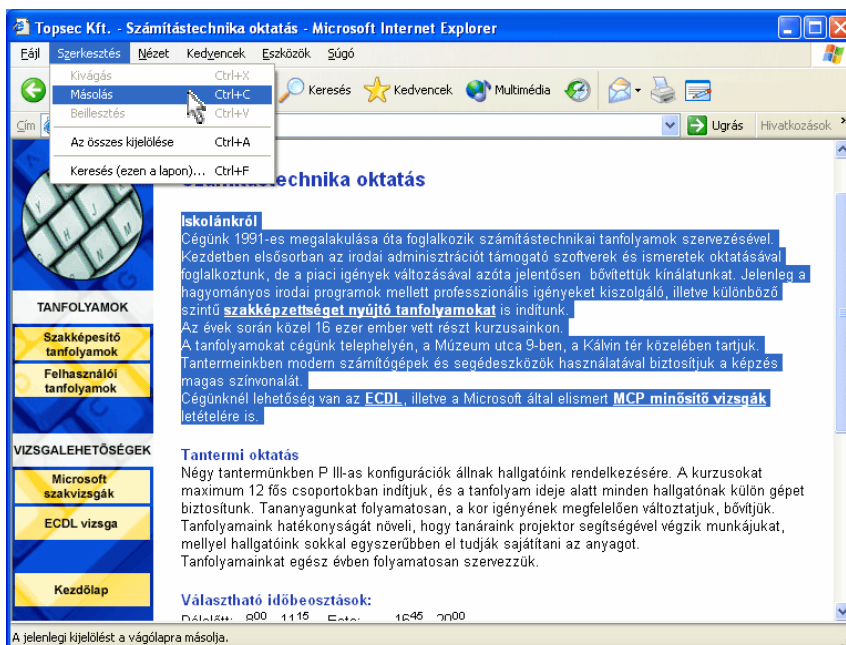 Topsec Kft. - Számítástechnika oktatás - Microsoft Internet Explorer
Fájl Szerkesztés Nézet Kedvencek Eszközök Súgó
Kivágás Ctrl+X
Másolás Ctrl+C
Beillesztés Ctrl+V
Az összes kijelölése Ctrl+A
Keresés (ezen a lapon)... Ctrl+F
Keresés Kedvencek Multimédia
Cím Ugrás Hivatkozások
Számítástechnika oktatás
Iskolánkról
Cégünk 1991-es megalakulása óta foglalkozik számítástechnikai tanfolyamok szervezésével.
Kezdetben elsősorban az irodai adminisztrációt támogató szoftverek és ismeretek oktatásával
foglalkoztunk, de a piaci igények változásával azóta jelentősen bővítettük kínálatunkat. Jelenleg a
hagyományos irodai programok mellett professzionális igényeket kiszolgáló, illetve különböző
szintű szakképzettséget nyújtó tanfolyamokat is indítunk.
Az évek során közel 16 ezer ember vett részt kurzusainkon.
A tanfolyamokat cégünk telephelyén, a Múzeum utca 9-ben, a Kálvin tér közelében tartjuk.
Tantermeinkben modern számítógépek és segédeszközök használatával biztosítjuk a képzés
magas színvonalát.
Cégünknél lehetőség van az ECDL, illetve a Microsoft által elismert MCP minősítő vizsgák
letételére is.
TANFOLYAMOK
Szakképesítő
tanfolyamok
Felhasználói
tanfolyamok
VIZSGALEHETŐSÉGEK
Microsoft
szakvizsgák
ECDL vizsga
Kezdőlap
Tantermi oktatás
Négy tantermünkben P III-as konfigurációk állnak hallgatóink rendelkezésére. A kurzusokat
maximum 12 fős csoportokban indítjuk, és a tanfolyam ideje alatt minden hallgatónak külön gépet
biztosítunk. Tananyagunkat folyamatosan, a kor igényének megfelelően változtatjuk, bővítjük.
Tanfolyamaink hatékonyságát növeli, hogy tanáraink projektor segítségével végzik munkájukat,
mellyel hallgatóink sokkal egyszerűbben el tudják sajátítani az anyagot.
Tanfolyamainkat egész évben folyamatosan szervezzük.
Választható időbeosztások:
Délelőtt: 800 1115 Este: 1645 2000
A jelenlegi kijelölést a vágólapra másolja.